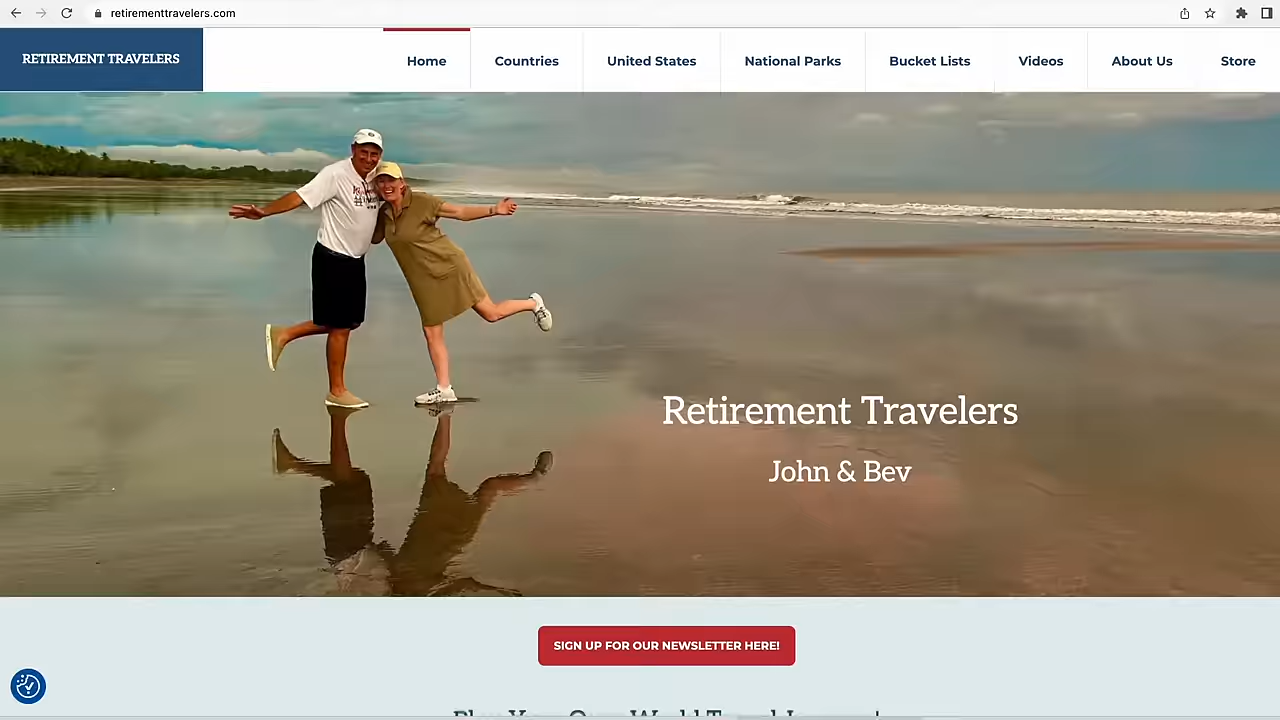 retirementtravelers.com
RETIREMENT TRAVELERS
Home Countries United States National Parks Bucket Lists Videos About Us Store
Retirement Travelers
John & Bev
SIGN UP FOR OUR NEWSLETTER HERE!